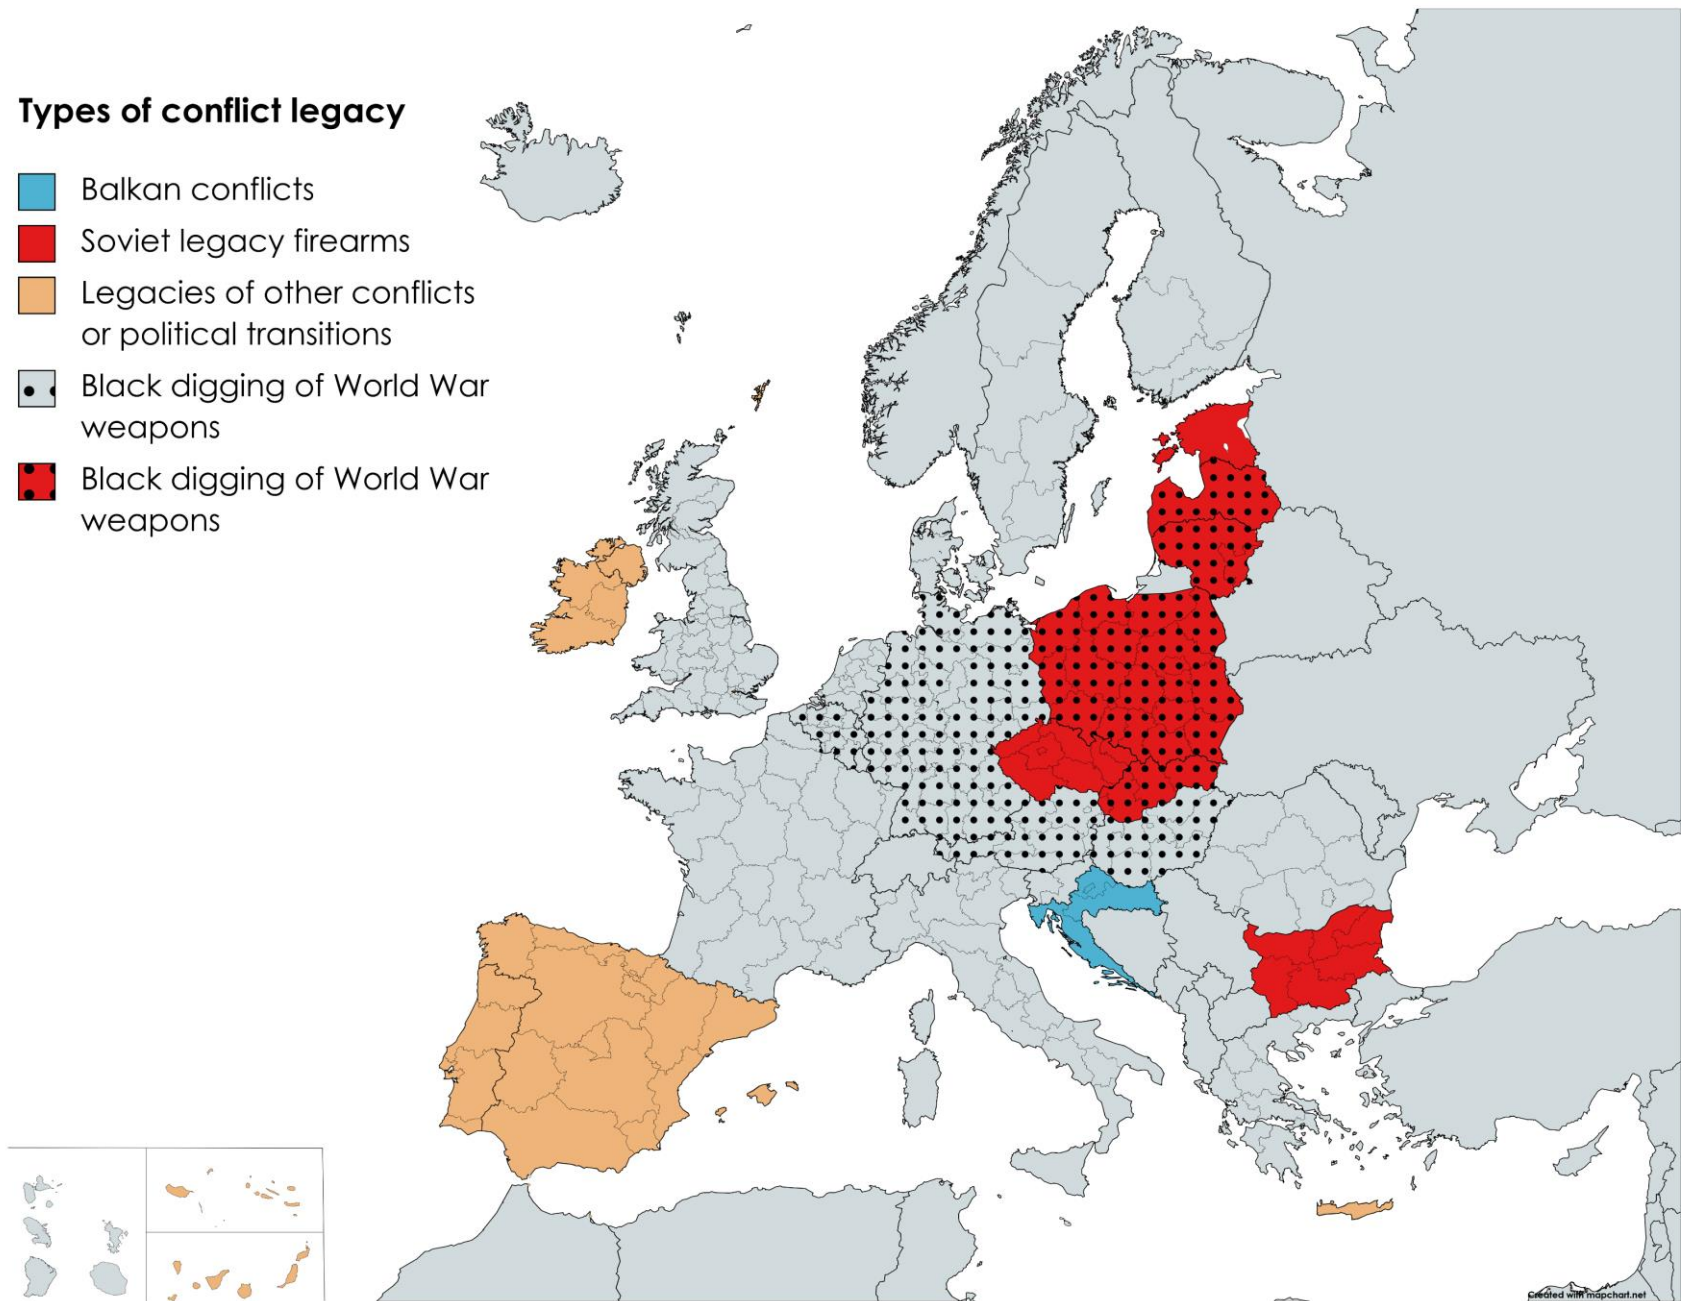 Types of conflict legacy
Balkan conflicts
Soviet legacy firearms
Legacies of other conflicts
or political transitions
Black digging of World War
weapons
Black digging of World War
weapons
Created with mapchart.net